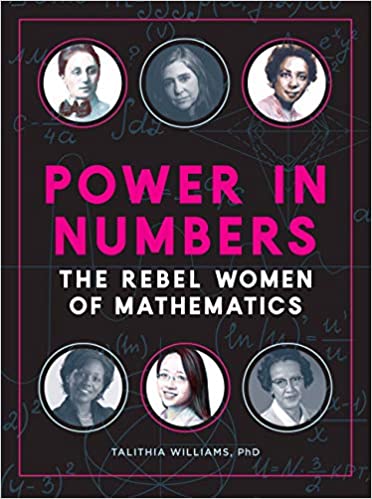 POWER IN
NUMBERS
THE REBEL WOMEN
OF MATHEMATICS
TALITHIA WILLIAMS, PhD